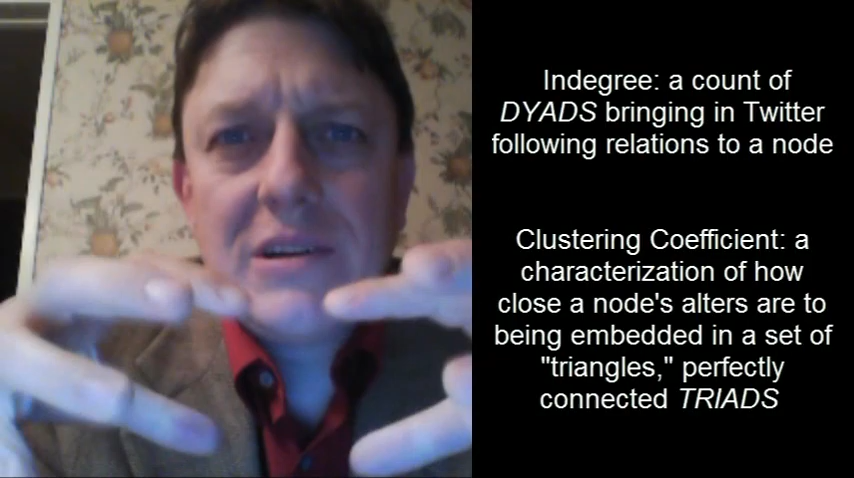 Indegree: a count of
DYADS bringing in Twitter
following relations to a node
Clustering Coefficient: a
characterization of how
close a node's alters are to
being embedded in a set of
"triangles," perfectly
connected TRIADS